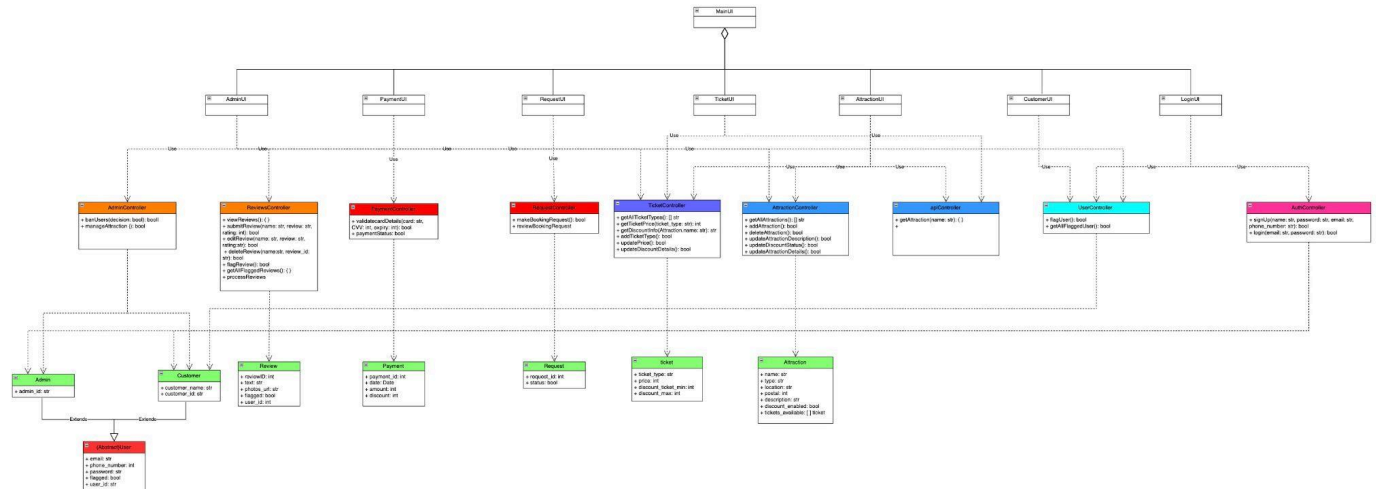 MainUI
AdminUI
PaymentUI
RequestUI
TicketUI
AttractionUI
CustomerUI
LoginUI
Use
Use
Use
Use
Use
Use
Use
Use
Use
Use
Use
AdminController
+ banUsers(decision: bool): bool
+ manageAttraction (): bool
ReviewsController
+ viewReviews(): ( )
+ submitReview(name: str, review: str,
rating: int): bool
+ editReview(name: str, review: str,
rating:str): bool
+ deleteReview(name:str, review_id:
str): bool
+ flagReview(): bool
+ getAllFlaggedReviews(): ( )
+ processReviews
PaymentController
+ validatecardDetails(card: str,
CVV: int, expiry: int): bool
+ paymentStatus: bool
RequestController
+ makeBookingRequest(): bool
+ reviewBookingRequest
TicketController
+ getAllTicketTypes(): [] str
+ getTicketPrice(ticket_type: str): int
+ getDiscountInfo(Attraction.name: str): str
+ addTicketType(): bool
+ updatePrice(): bool
+ updateDiscountDetails(): bool
AttractionController
+ getAllAttractions(): [] str
+ addAttraction(): bool
+ deleteAttraction(): bool
+ updateAttractionDescription(): bool
+ updateDiscountStatus(): bool
+ updateAttractionDetails(): bool
apiController
+ getAttraction(name: str): ( )
+
UserController
+ flagUser(): bool
+ getAllFlaggedUser(): bool
AuthController
+ signUp(name: str, password: str, email: str,
phone_number: str): bool
+ login(email: str, password: str): bool
Admin
+ admin_id: str
Customer
+ customer_name: str
+ customer_id: str
Review
+ reviewID: int
+ text: str
+ photos_url: str
+ flagged: bool
+ user_id: int
Payment
+ payment_id: int
+ date: Date
+ amount: int
+ discount: int
Request
+ request_id: int
+ status: bool
ticket
+ ticket_type: str
+ price: int
+ discount_ticket_min: int
+ discount_max: int
Attraction
+ name: str
+ type: str
+ location: str
+ postal: int
+ description: str
+ discount_enabled: bool
+ tickets_available: [ ] ticket
Extends
Extends
(Abstract)User
+ email: str
+ phone_number: int
+ password: str
+ flagged: bool
+ user_id: str